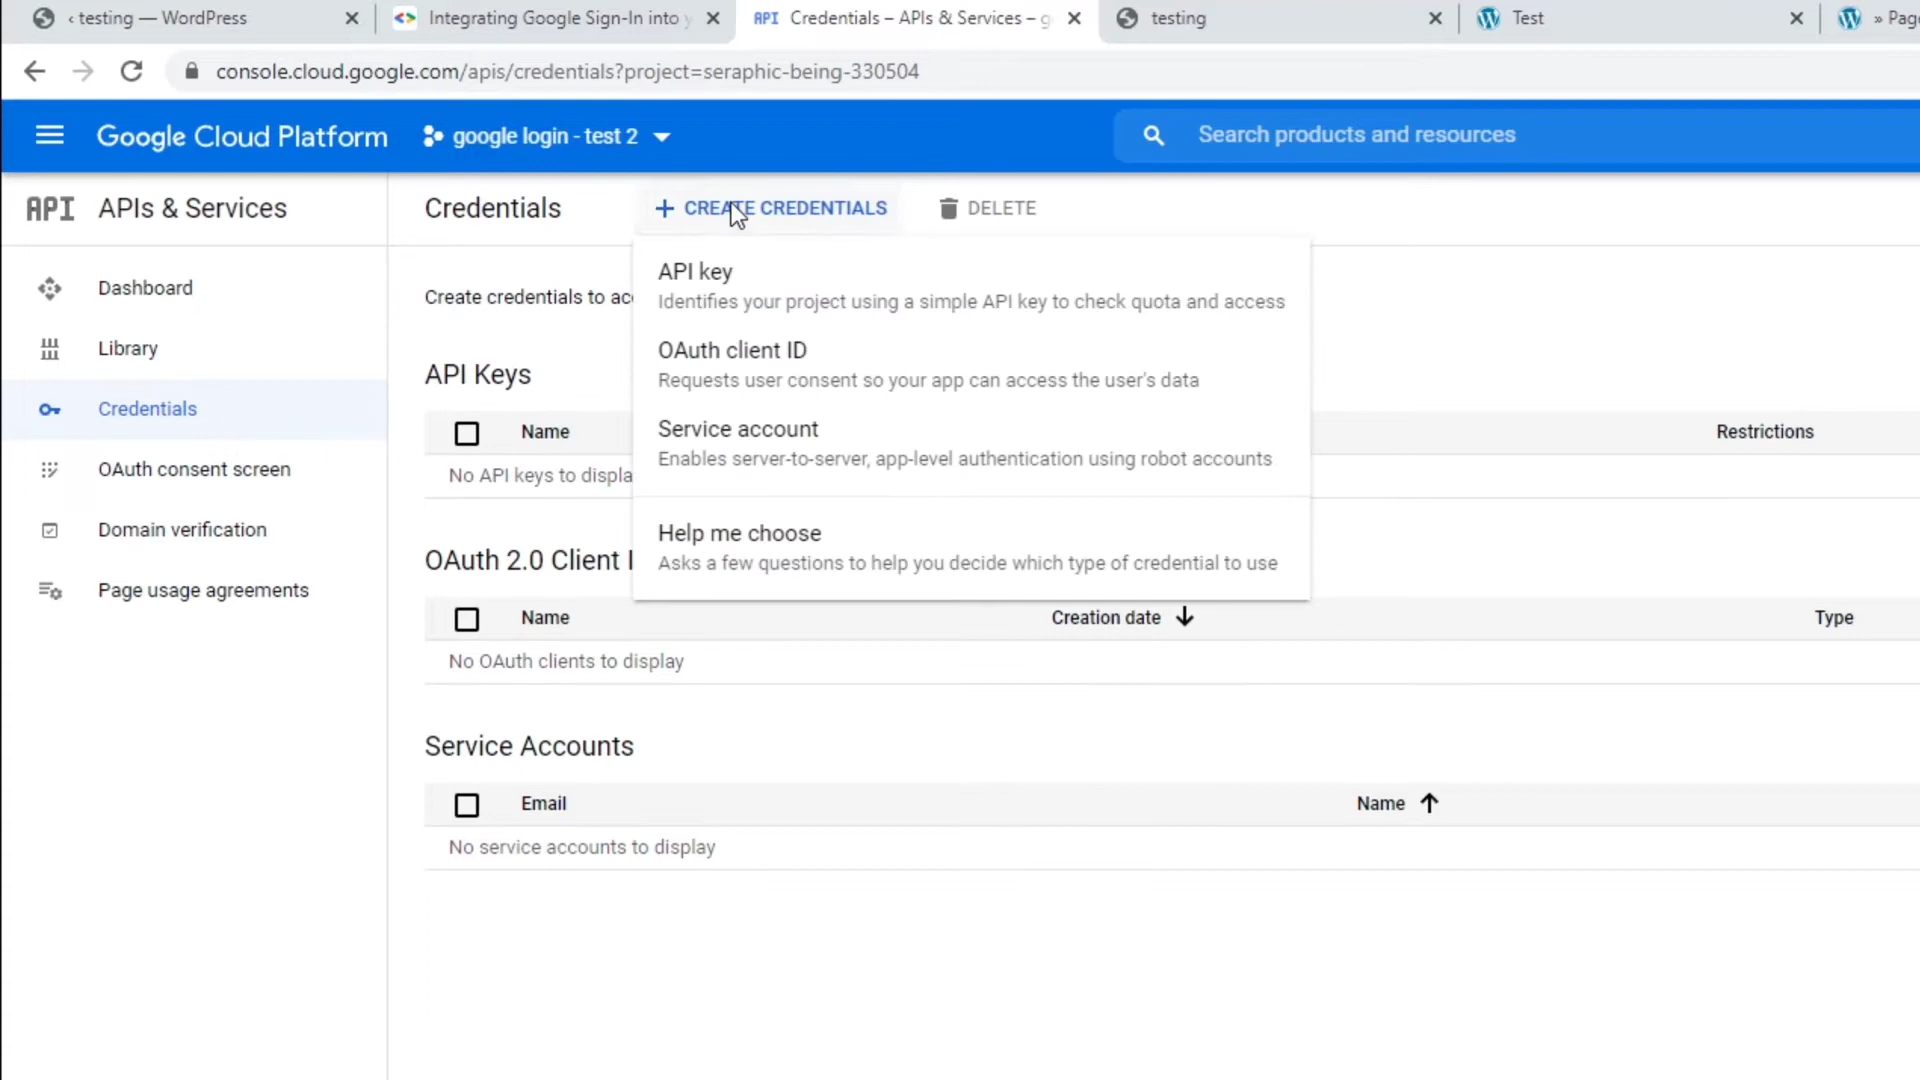 ‹ testing — WordPress
Integrating Google Sign-In into
API Credentials – APIs & Services –
testing
Test
» Pag
console.cloud.google.com/apis/credentials?project=seraphic-being-330504
Google Cloud Platform
google login - test 2
Search products and resources
API APIs & Services
Credentials
+ CREATE CREDENTIALS
DELETE
Dashboard
Library
Credentials
OAuth consent screen
Domain verification
Page usage agreements
Create credentials to ac
API key
Identifies your project using a simple API key to check quota and access
OAuth client ID
Requests user consent so your app can access the user's data
Service account
Enables server-to-server, app-level authentication using robot accounts
Help me choose
Asks a few questions to help you decide which type of credential to use
API Keys
Name
Restrictions
No API keys to displa
OAuth 2.0 Client I
Name
Creation date
Type
No OAuth clients to display
Service Accounts
Email
Name
No service accounts to display